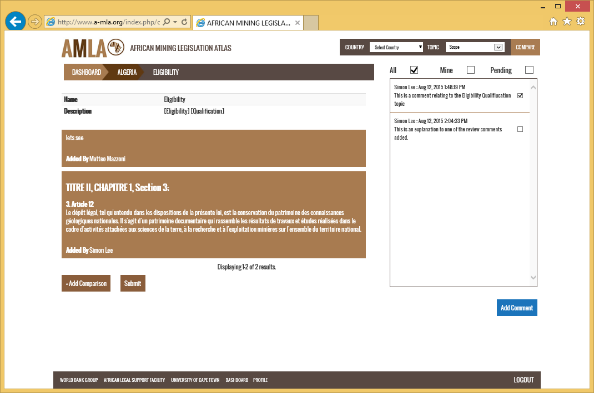 http://www.a-mla.org/index.php/c
AFRICAN MINING LEGISLA...
AMLA AFRICAN MINING LEGISLATION ATLAS
COUNTRY Select Country TOPIC Scope COMPARE
DASHBOARD ALGERIA ELIGIBILITY
All Mine Pending
Name Eligibility
Description [Eligibility] [Qualification]
lets see
Added By Matteo Mazzoni
TITRE II, CHAPITRE 1, Section 3:
3. Article 12
Le dépôt légal, tel qu'entendu dans les dispositions de la présente loi, est la conservation du patrimoine des connaissances
géologiques nationales. Il s'agit d'un patrimoine documentaire qui rassemble les résultats de travaux et études réalisées dans le
cadre d'activités attachées aux sciences de la terre, à la recherche et à l'exploitation minières sur l'ensemble du territoire national.
Added By Simon Lee
Displaying 1-2 of 2 results.
+Add Comparison Submit
Simon Lee : Aug 12, 2015
This is a comment relating to the Eligibility Qualification
topic
Simon Lee : Aug 12, 2015 2:04:33 PM
This is an explanation to one of the review comments
added.
Add Comment
WORLD BANK GROUP AFRICAN LEGAL SUPPORT FACILITY UNIVERSITY OF CAPE TOWN DASHBOARD PROFILE LOGOUT